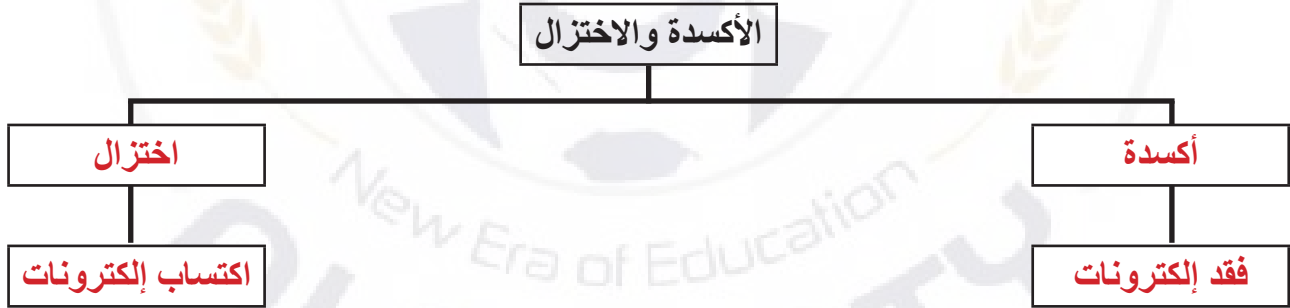 الأكسدة والاختزال
أكسدة
اختزال
فقد إلكترونات
اكتساب إلكترونات
New Era of Education